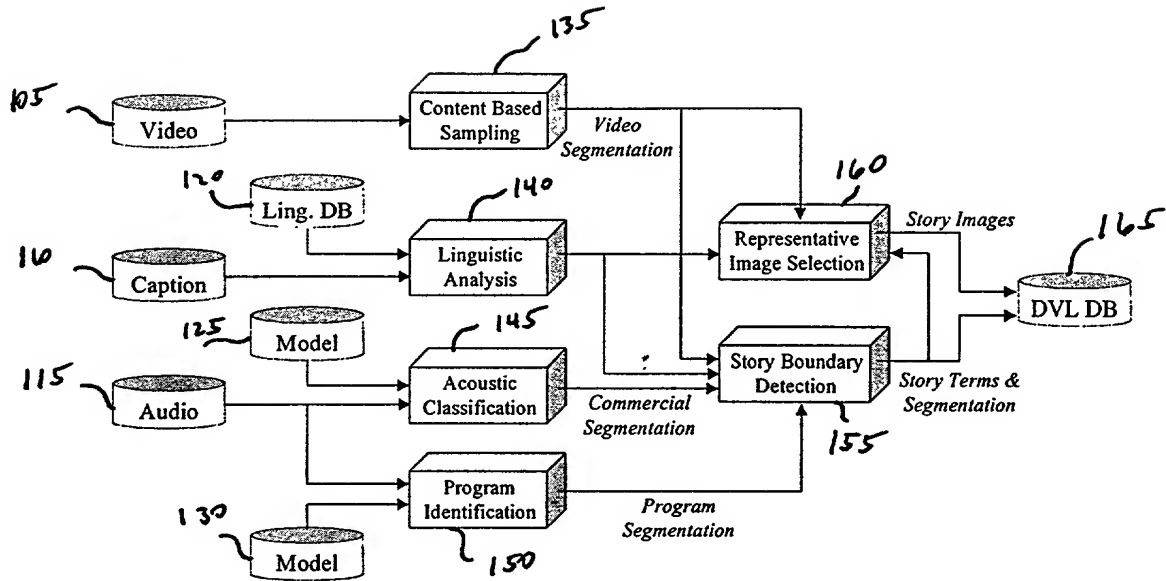 135
105
Video
Content Based
Sampling
Video
Segmentation
120
Ling. DB
140
160
Linguistic
Analysis
Representative
Image Selection
Story Images
165
110
Caption
DVL DB
125
Model
145
115
Audio
Acoustic
Classification
Commercial
Segmentation
Story Boundary
Detection
Story Terms &
Segmentation
155
Program
Identification
Program
Segmentation
130
Model
150